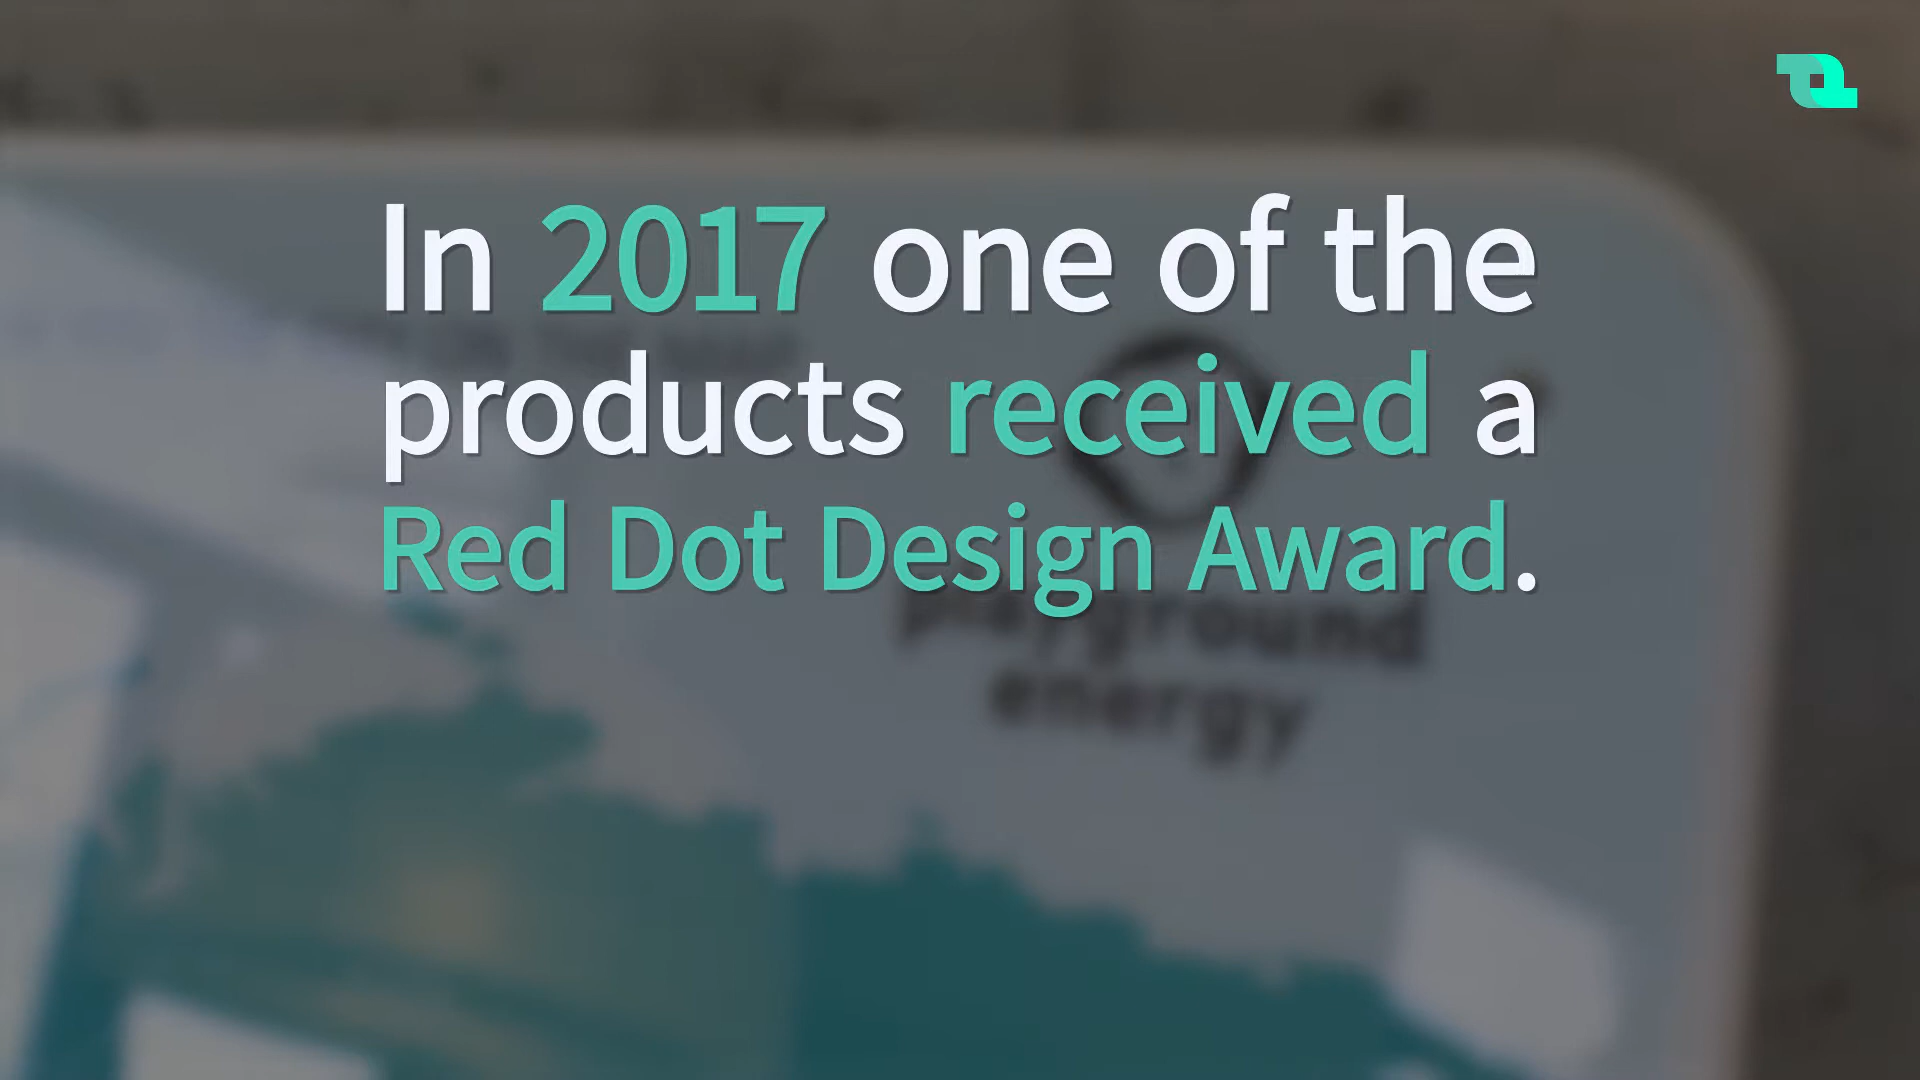 In 2017 one of the
products received a
Red Dot Design Award.
playground
energy